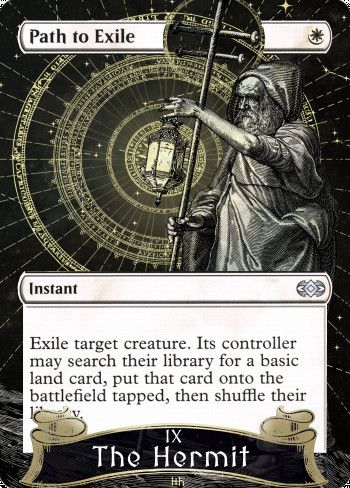 Path to Exile
Instant
Exile target creature. Its controller
may search their library for a basic
land card, put that card onto the
battlefield tapped, then shuffle their
IX
The Hermit